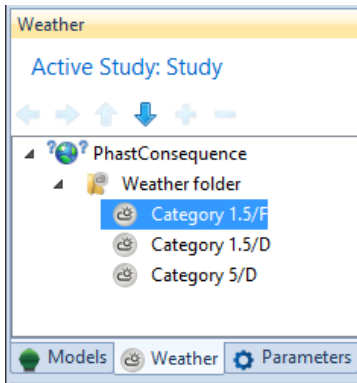 Weather
Active Study: Study
?? PhastConsequence
Weather folder
Category 1.5/F
Category 1.5/D
Category 5/D
Models Weather Parameters